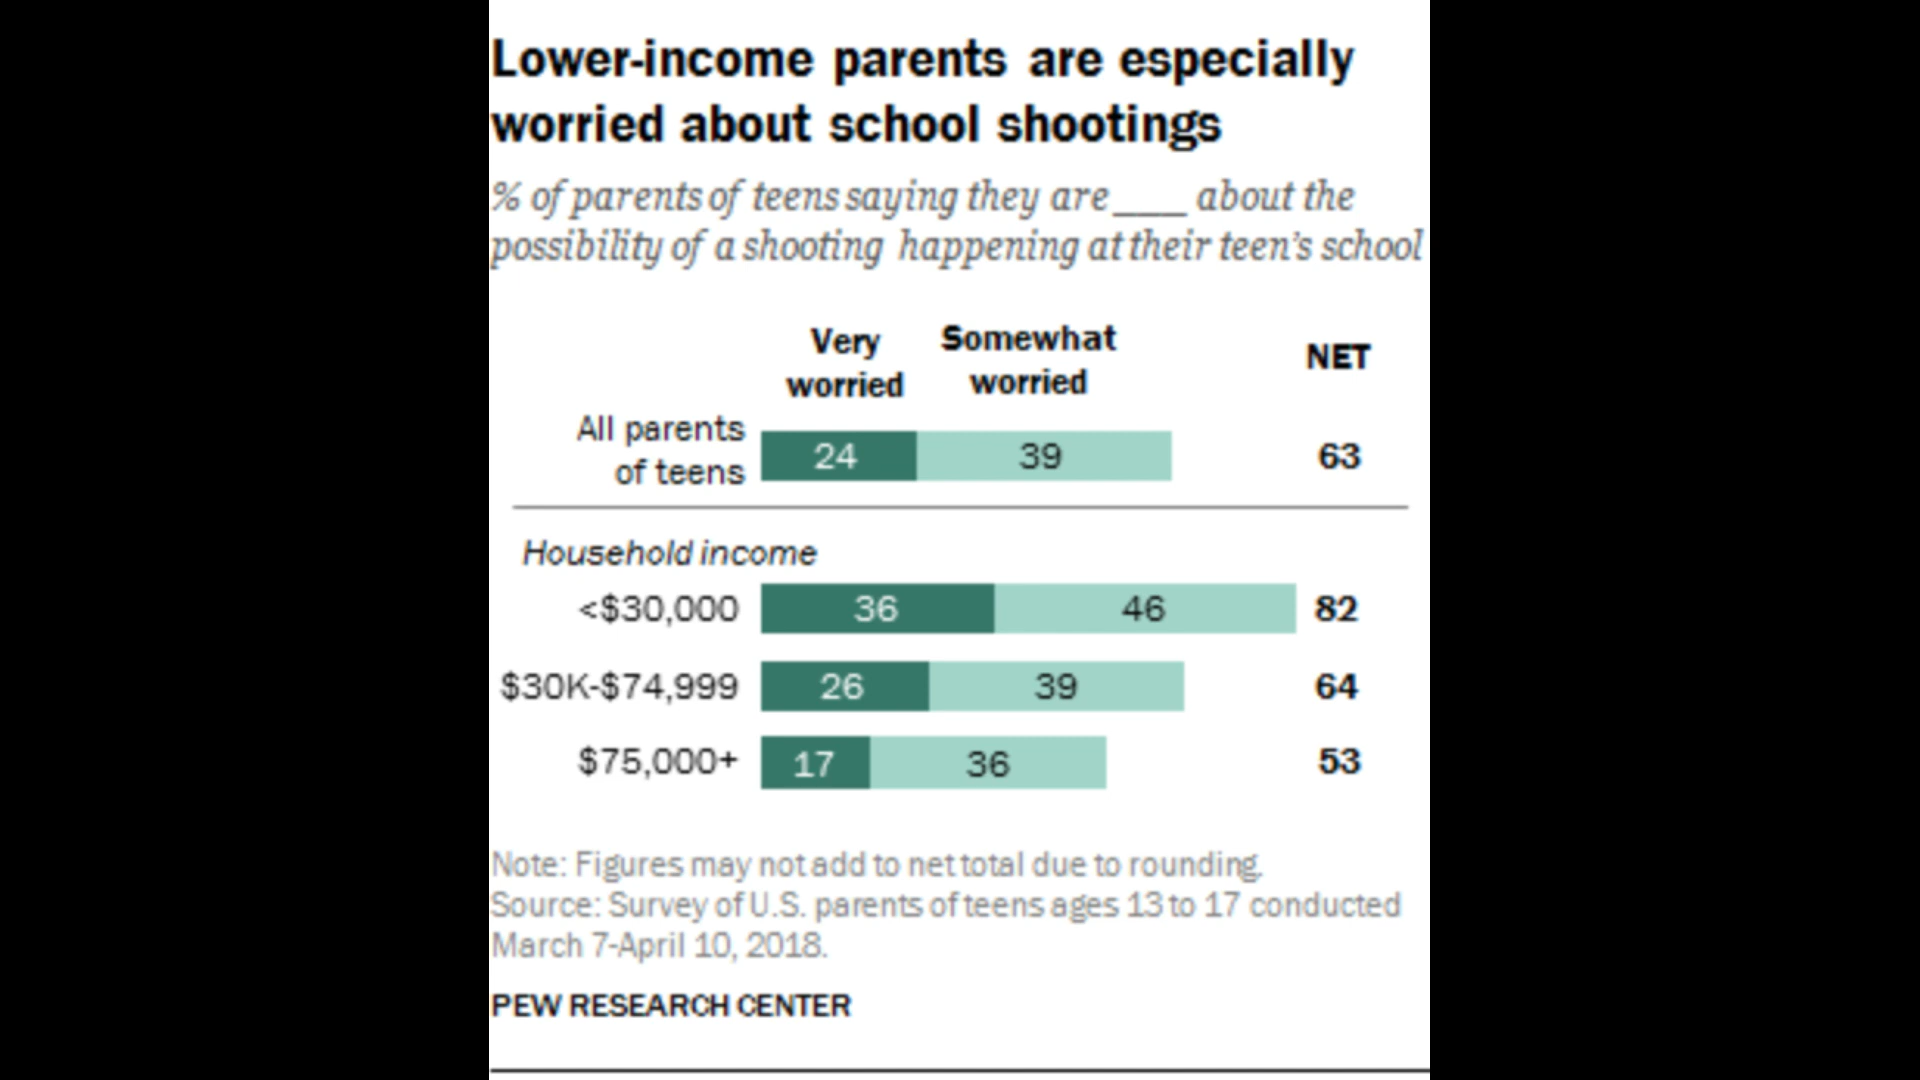 Lower-income parents are especially
worried about school shootings
% of parents of teens saying they are ___ about the
possibility of a shooting happening at their teen's school
Very worried Somewhat worried NET
All parents of teens 24 39 63
Household income
<$30,000 36 46 82
$30K-$74,999 26 39 64
$75,000+ 17 36 53
Note: Figures may not add to net total due to rounding.
Source: Survey of U.S. parents of teens ages 13 to 17 conducted
March 7-April 10, 2018.
PEW RESEARCH CENTER